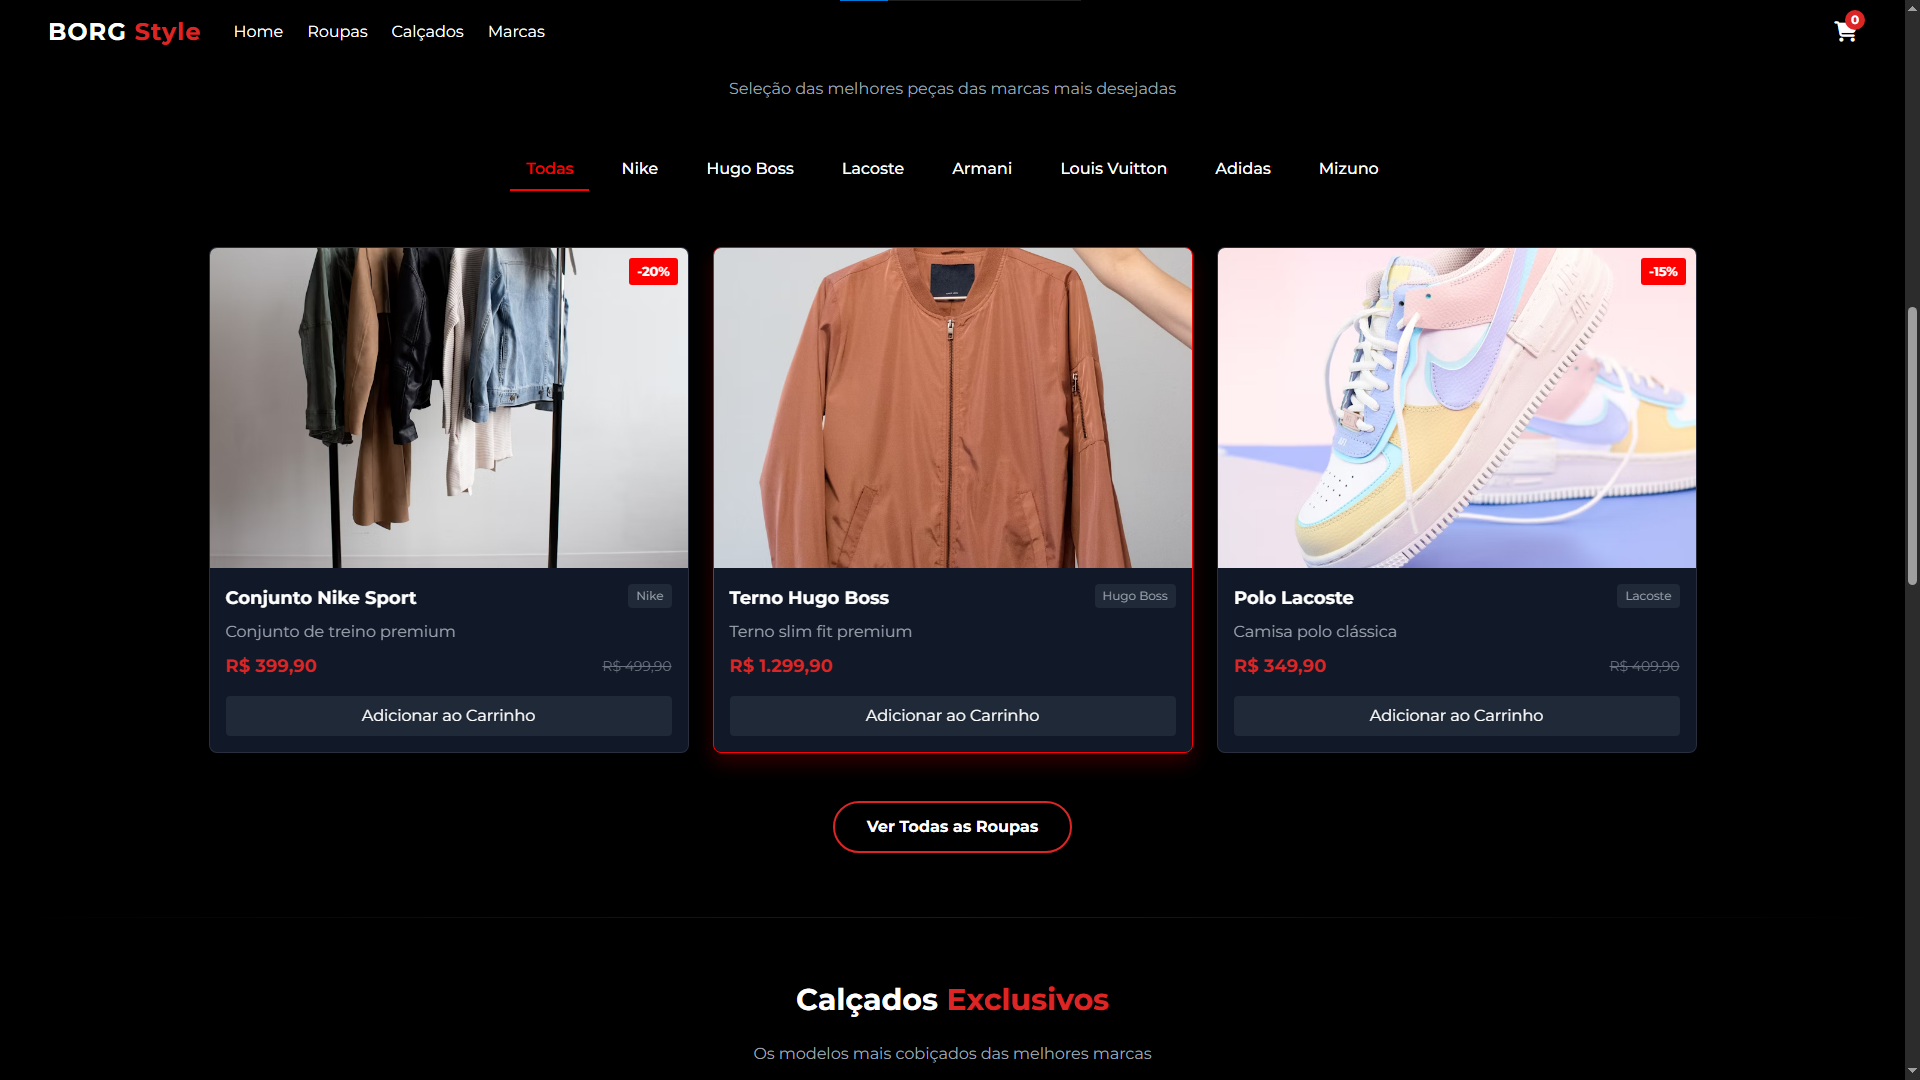 BORG Style Home Roupas Calçados Marcas 0
Seleção das melhores peças das marcas mais desejadas
Todas Nike Hugo Boss Lacoste Armani Louis Vuitton Adidas Mizuno
-20%
-15%
Conjunto Nike Sport Nike
Conjunto de treino premium
R$ 399,90 R$ 499,90
Adicionar ao Carrinho
Terno Hugo Boss Hugo Boss
Terno slim fit premium
R$ 1.299,90
Adicionar ao Carrinho
Polo Lacoste Lacoste
Camisa polo clássica
R$ 349,90 R$ 409,90
Adicionar ao Carrinho
Ver Todas as Roupas
Calçados Exclusivos
Os modelos mais cobiçados das melhores marcas